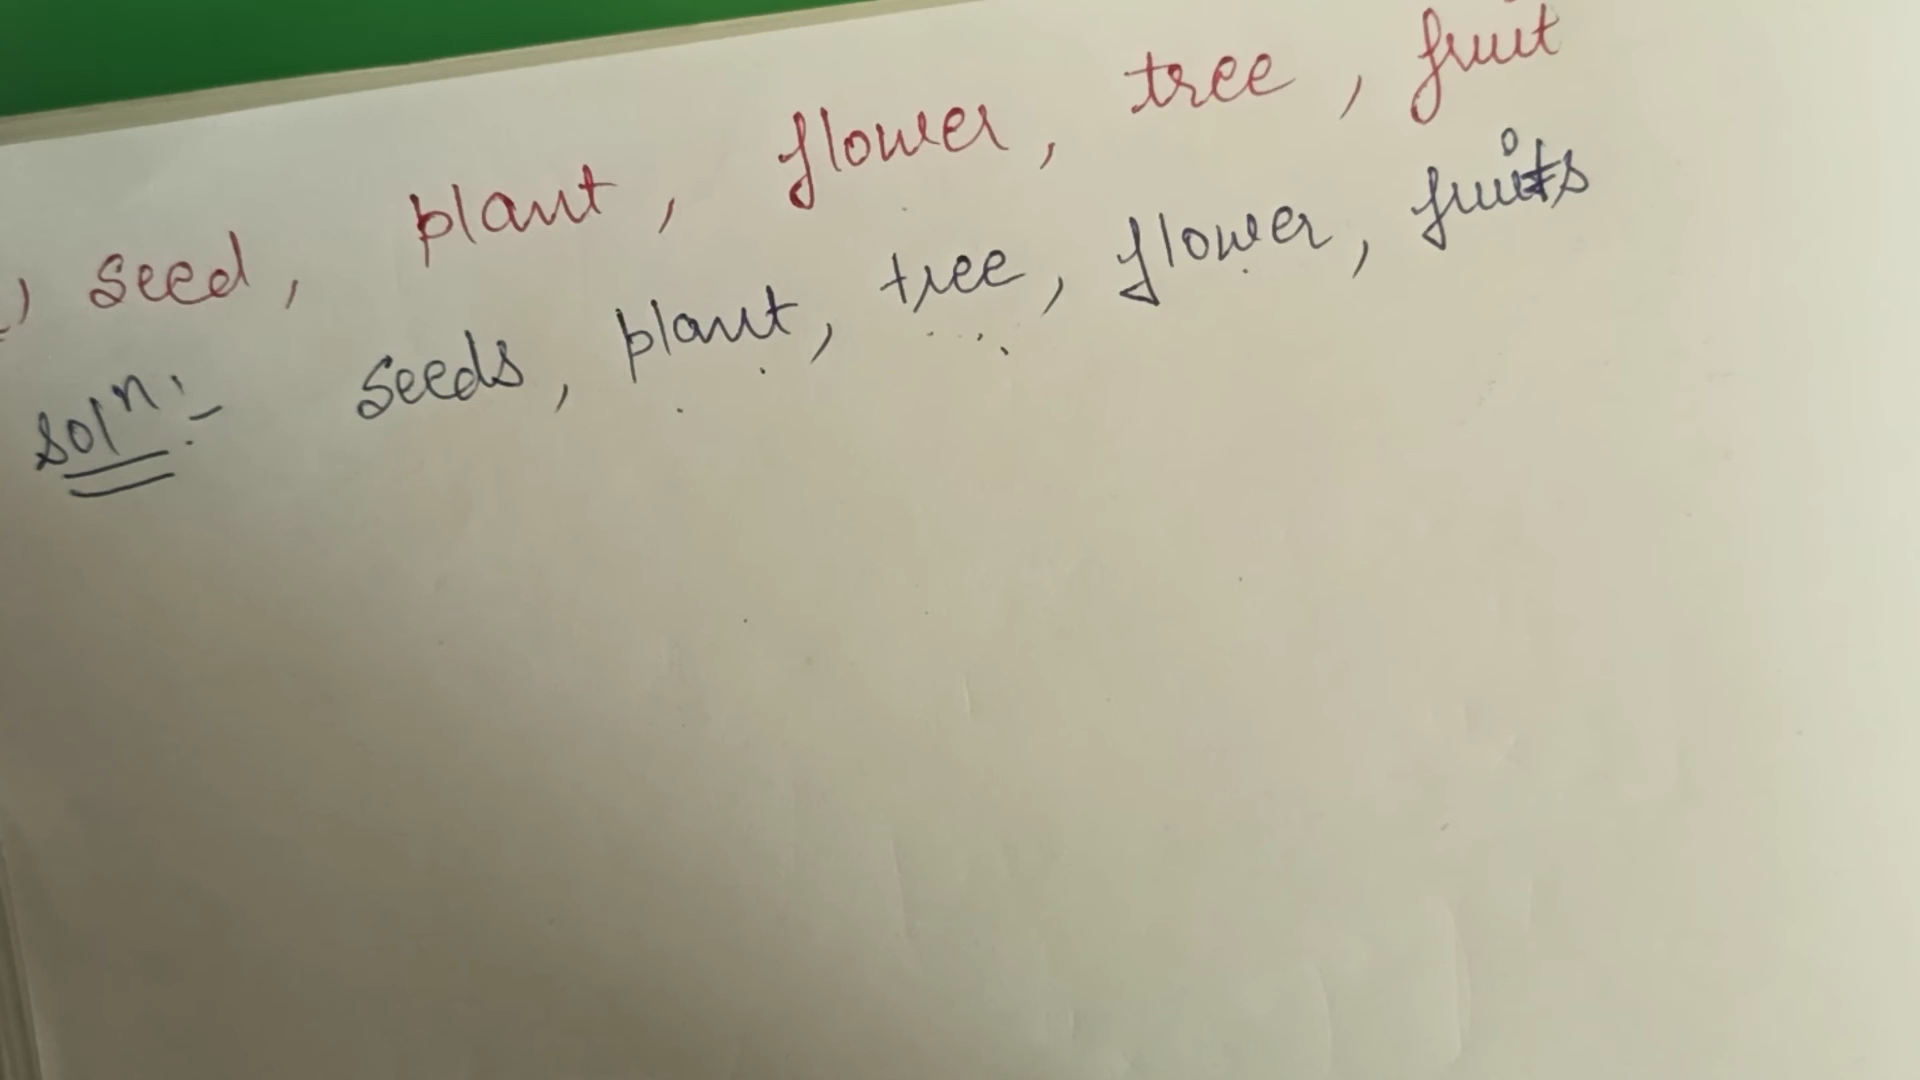 ) seed, plant, flower, tree, fruit
Solⁿ:- seeds, plant, tree, flower, fruits